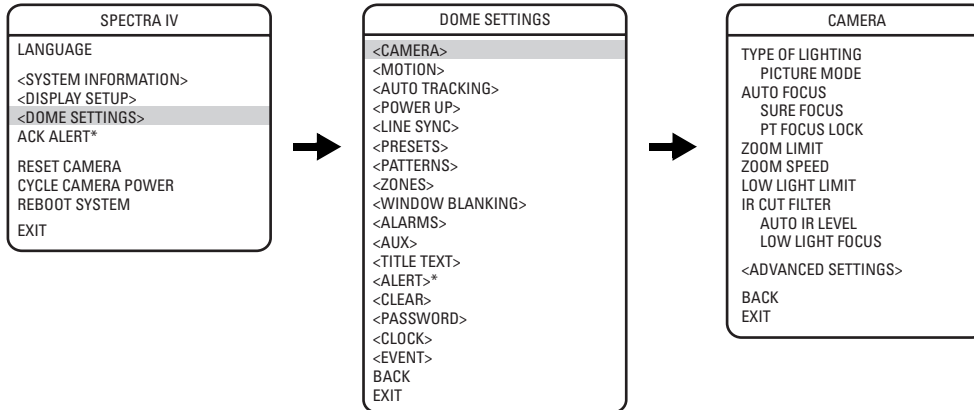 SPECTRA IV
LANGUAGE
<SYSTEM INFORMATION>
<DISPLAY SETUP>
<DOME SETTINGS>
ACK ALERT*
RESET CAMERA
CYCLE CAMERA POWER
REBOOT SYSTEM
EXIT
DOME SETTINGS
<CAMERA>
<MOTION>
<AUTO TRACKING>
<POWER UP>
<LINE SYNC>
<PRESETS>
<PATTERNS>
<ZONES>
<WINDOW BLANKING>
<ALARMS>
<AUX>
<TITLE TEXT>
<ALERT>*
<CLEAR>
<PASSWORD>
<CLOCK>
<EVENT>
BACK
EXIT
CAMERA
TYPE OF LIGHTING
PICTURE MODE
AUTO FOCUS
SURE FOCUS
PT FOCUS LOCK
ZOOM LIMIT
ZOOM SPEED
LOW LIGHT LIMIT
IR CUT FILTER
AUTO IR LEVEL
LOW LIGHT FOCUS
<ADVANCED SETTINGS>
BACK
EXIT